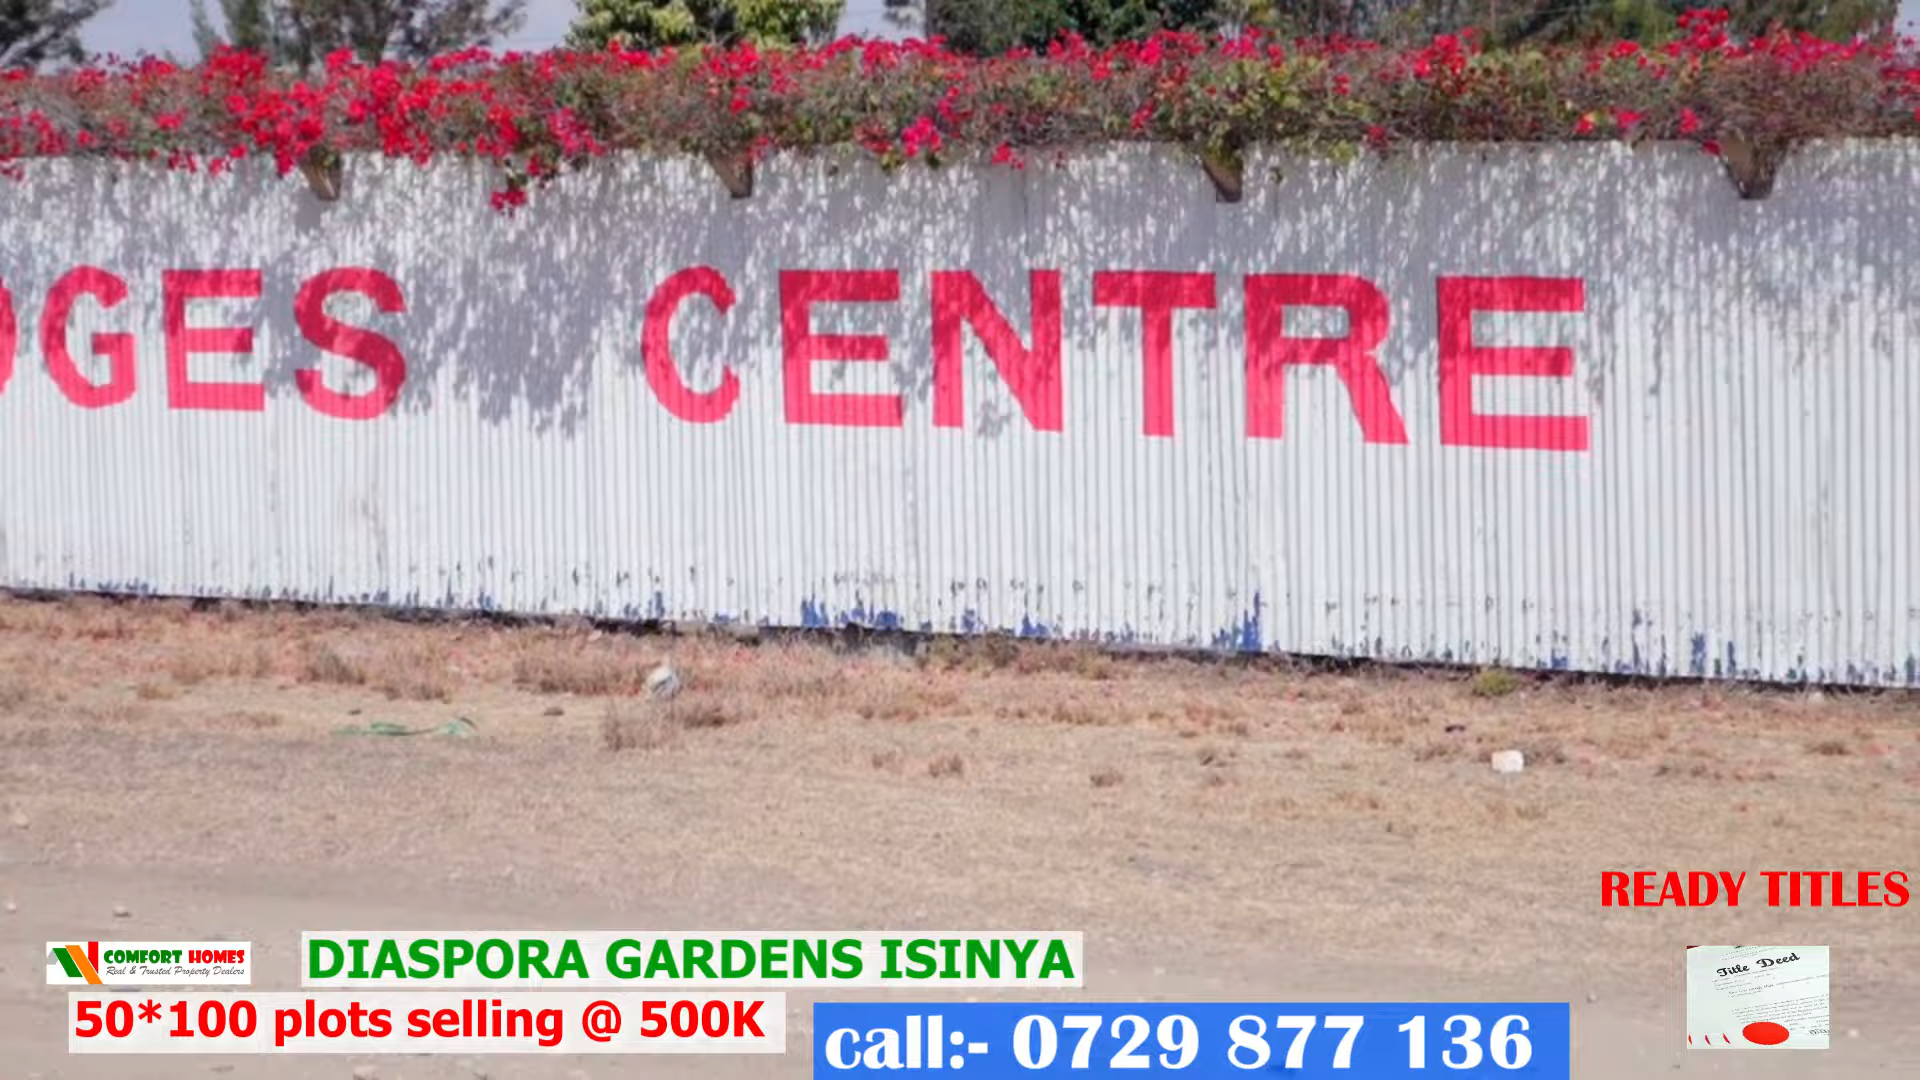 GES CENTRE
READY TITLES
COMFORT HOMES
Real & Trusted Property Dealers
DIASPORA GARDENS ISINYA
Title Deed
50*100 plots selling @ 500K
call:- 0729 877 136